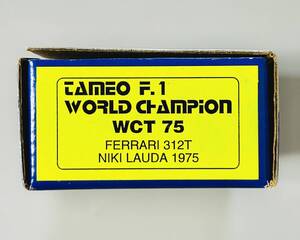 TAMEO F.1
WORLD CHAMPION
WCT 75
FERRARI 312T
NIKI LAUDA 1975